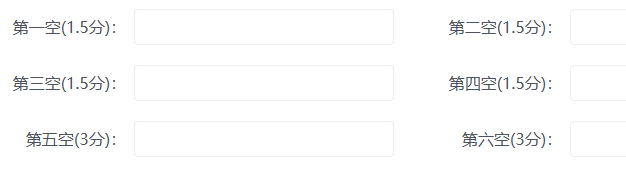 第一空(1.5分)： 第二空(1.5分)：
第三空(1.5分)： 第四空(1.5分)：
第五空(3分)： 第六空(3分)：